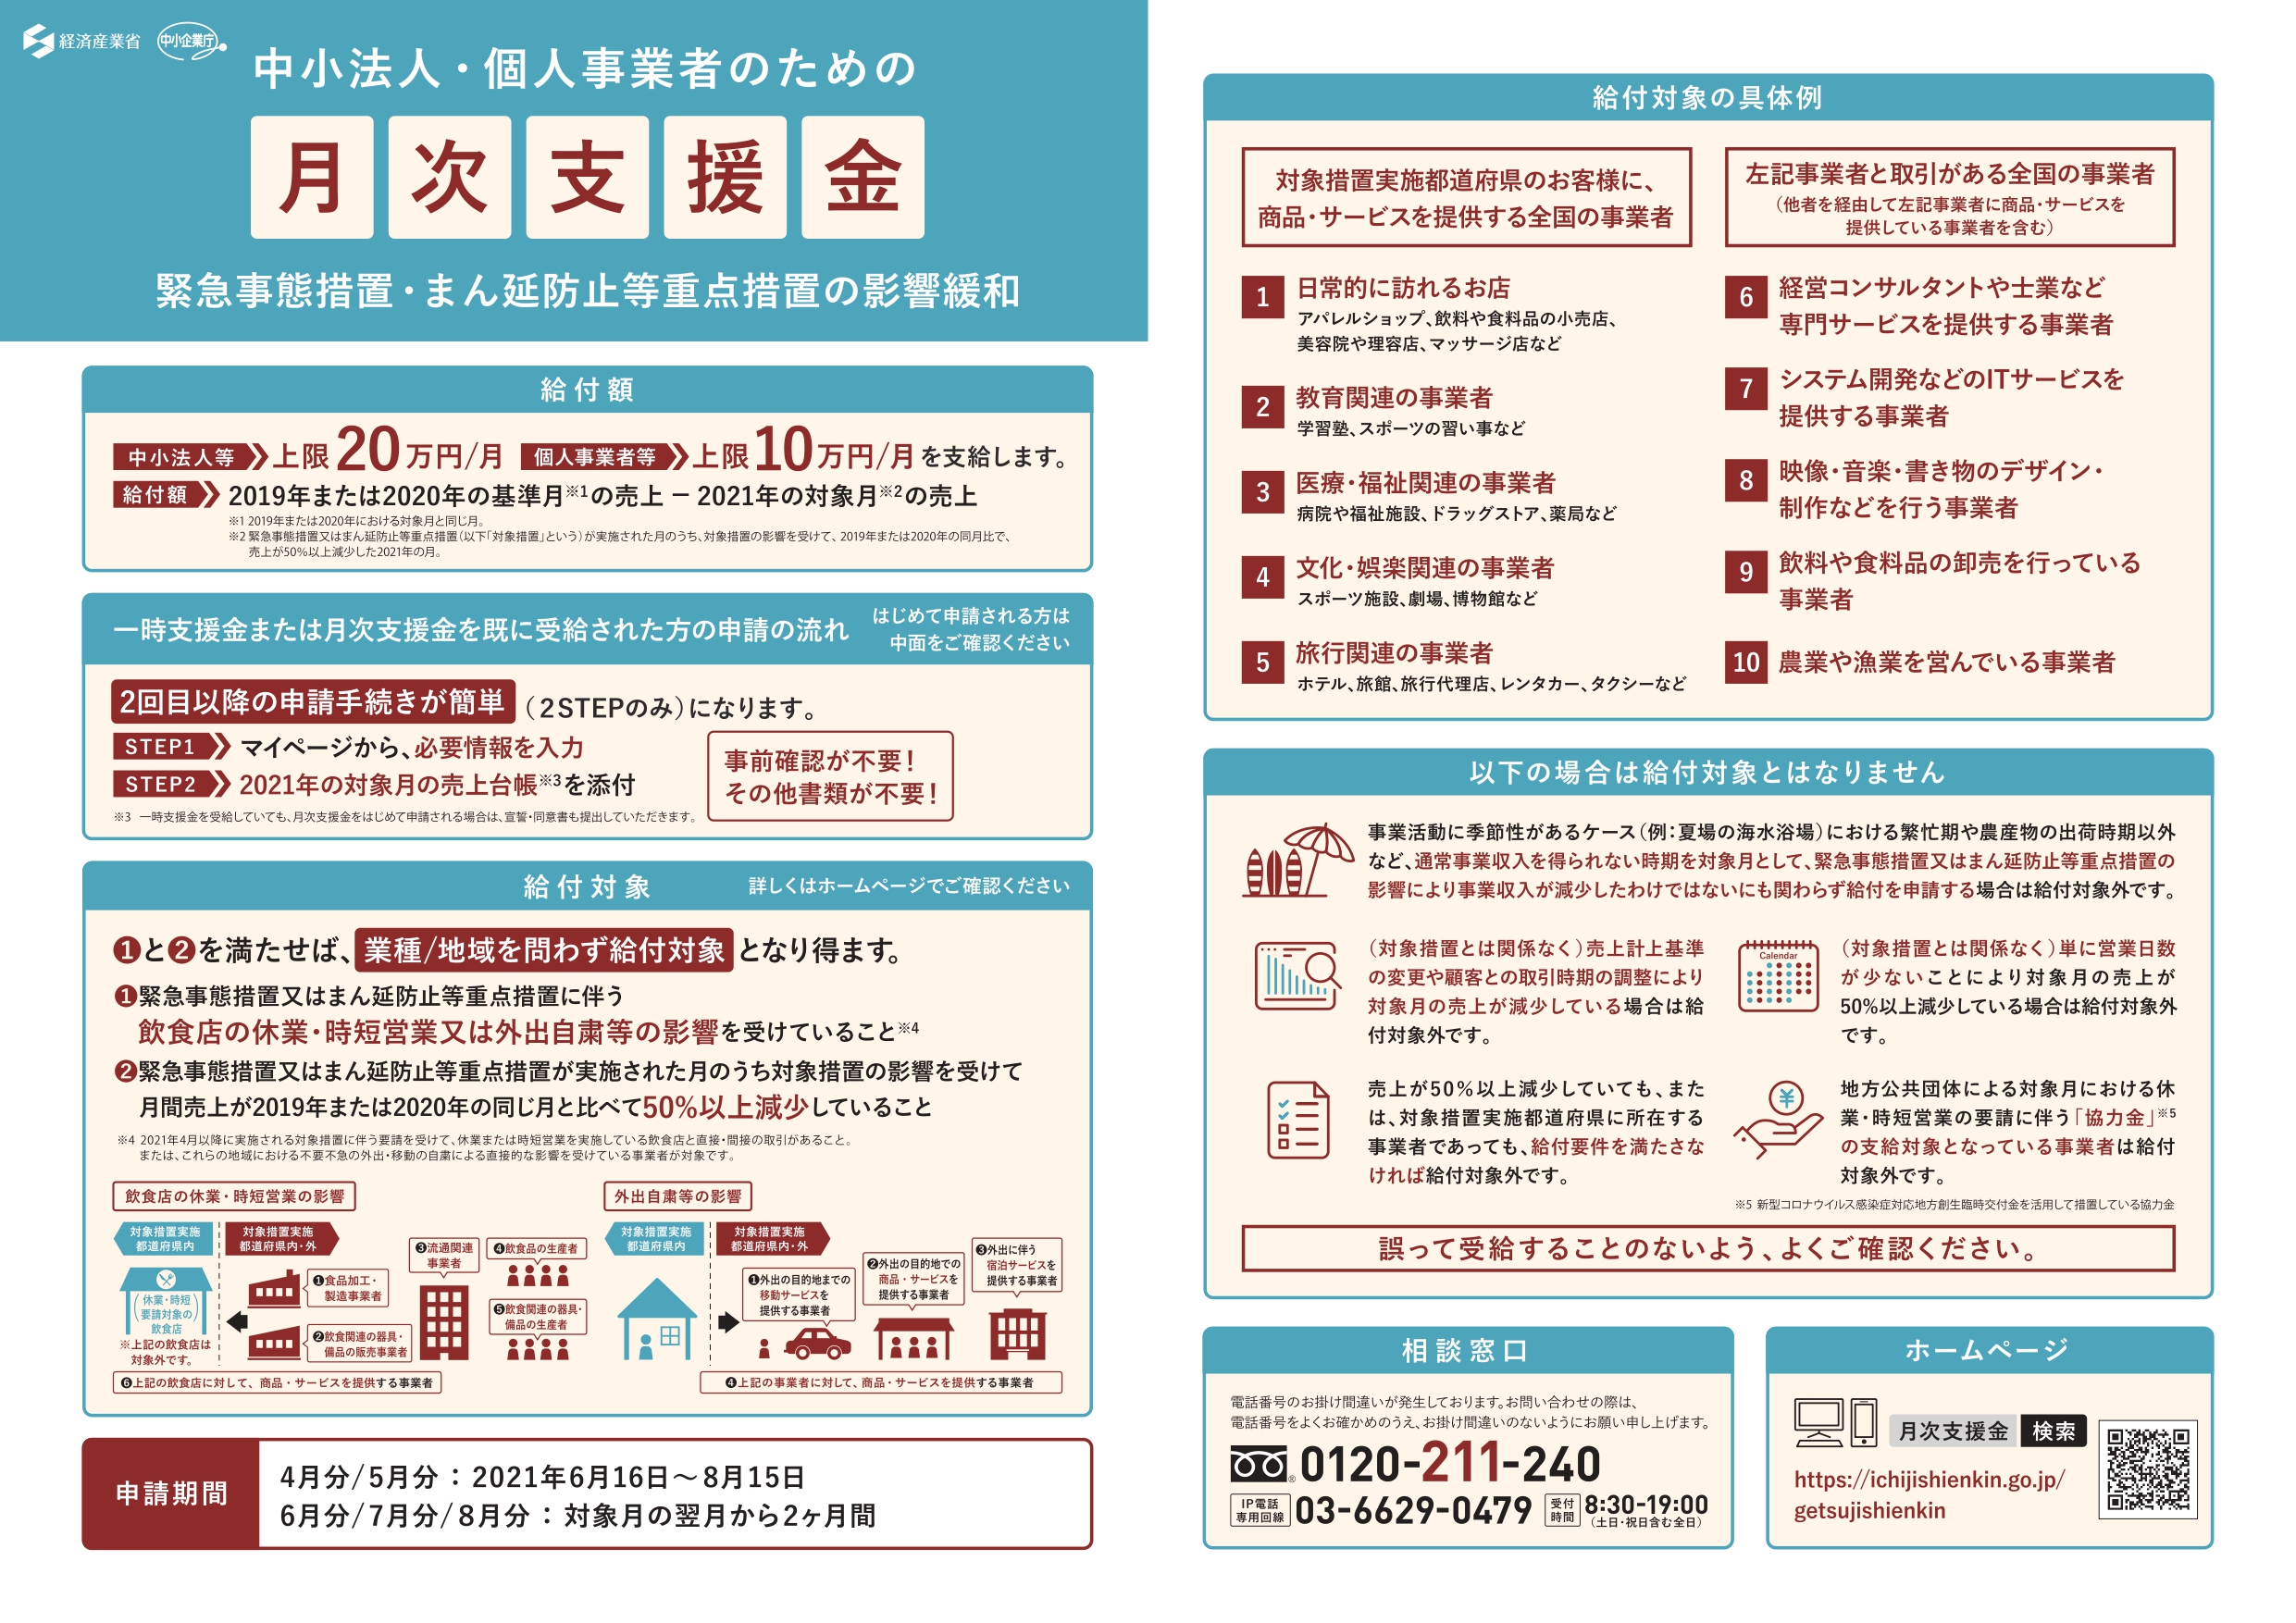 経済産業省
中小企業庁
中小法人・個人事業者のための
月次支援金
緊急事態措置・まん延防止等重点措置の影響緩和
給付額
中小法人等 上限20万円/月 個人事業者等 上限10万円/月を支給します。
給付額 2019年または2020年の基準月※1の売上 − 2021年の対象月※2の売上
※1 2019年または2020年における対象月と同じ月。
※2 緊急事態措置又はまん延防止等重点措置(以下「対象措置」という)が実施された月のうち、対象措置の影響を受けて、2019年または2020年の同月比で、
売上が50%以上減少した2021年の月。
一時支援金または月次支援金を既に受給された方の申請の流れ
はじめて申請される方は
中面をご確認ください
2回目以降の申請手続きが簡単(2STEPのみ)になります。
STEP1 マイページから、必要情報を入力
STEP2 2021年の対象月の売上台帳※3を添付
事前確認が不要!
その他書類が不要!
※3 一時支援金を受給していても、月次支援金をはじめて申請される場合は、宣誓・同意書も提出していただきます。
給付対象
詳しくはホームページでご確認ください
❶と❷を満たせば、業種/地域を問わず給付対象となり得ます。
❶緊急事態措置又はまん延防止等重点措置に伴う
飲食店の休業・時短営業又は外出自粛等の影響を受けていること※4
❷緊急事態措置又はまん延防止等重点措置が実施された月のうち対象措置の影響を受けて
月間売上が2019年または2020年の同じ月と比べて50%以上減少していること
※4 2021年4月以降に実施される対象措置に伴う要請を受けて、休業または時短営業を実施している飲食店と直接・間接の取引があること。
または、これらの地域における不要不急の外出・移動の自粛による直接的な影響を受けている事業者が対象です。
飲食店の休業・時短営業の影響
対象措置実施
都道府県内
対象措置実施
都道府県内・外
休業・時短
要請対象の
飲食店
※上記の飲食店は
対象外です。
❶食品加工・
製造事業者
❷飲食関連の器具・
備品の販売事業者
❸流通関連
事業者
❹飲食品の生産者
❺飲食関連の器具・
備品の生産者
❻上記の飲食店に対して、商品・サービスを提供する事業者
外出自粛等の影響
対象措置実施
都道府県内
対象措置実施
都道府県内・外
❶外出の目的地までの
移動サービスを
提供する事業者
❷外出の目的地での
商品・サービスを
提供する事業者
❸外出に伴う
宿泊サービスを
提供する事業者
❹上記の事業者に対して、商品・サービスを提供する事業者
申請期間
4月分/5月分:2021年6月16日〜8月15日
6月分/7月分/8月分:対象月の翌月から2ヶ月間
給付対象の具体例
対象措置実施都道府県のお客様に、
商品・サービスを提供する全国の事業者
1 日常的に訪れるお店
アパレルショップ、飲料や食料品の小売店、
美容院や理容店、マッサージ店など
2 教育関連の事業者
学習塾、スポーツの習い事など
3 医療・福祉関連の事業者
病院や福祉施設、ドラッグストア、薬局など
4 文化・娯楽関連の事業者
スポーツ施設、劇場、博物館など
5 旅行関連の事業者
ホテル、旅館、旅行代理店、レンタカー、タクシーなど
左記事業者と取引がある全国の事業者
(他者を経由して左記事業者に商品・サービスを
提供している事業者を含む)
6 経営コンサルタントや士業など
専門サービスを提供する事業者
7 システム開発などのITサービスを
提供する事業者
8 映像・音楽・書き物のデザイン・
制作などを行う事業者
9 飲料や食料品の卸売を行っている
事業者
10 農業や漁業を営んでいる事業者
以下の場合は給付対象とはなりません
事業活動に季節性があるケース(例:夏場の海水浴場)における繁忙期や農産物の出荷時期以外
など、通常事業収入を得られない時期を対象月として、緊急事態措置又はまん延防止等重点措置の
影響により事業収入が減少したわけではないにも関わらず給付を申請する場合は給付対象外です。
(対象措置とは関係なく)売上計上基準
の変更や顧客との取引時期の調整により
対象月の売上が減少している場合は給
付対象外です。
Calendar
(対象措置とは関係なく)単に営業日数
が少ないことにより対象月の売上が
50%以上減少している場合は給付対象外
です。
売上が50%以上減少していても、また
は、対象措置実施都道府県に所在する
事業者であっても、給付要件を満たさな
ければ給付対象外です。
¥
地方公共団体による対象月における休
業・時短営業の要請に伴う「協力金」※5
の支給対象となっている事業者は給付
対象外です。
※5 新型コロナウイルス感染症対応地方創生臨時交付金を活用して措置している協力金
誤って受給することのないよう、よくご確認ください。
相談窓口
電話番号のお掛け間違いが発生しております。お問い合わせの際は、
電話番号をよくお確かめのうえ、お掛け間違いのないようにお願い申し上げます。
® 0120-211-240
IP電話
専用回線
03-6629-0479
受付
時間
8:30-19:00
(土日・祝日含む全日)
ホームページ
月次支援金 検索
https://ichijishienkin.go.jp/
getsujishienkin